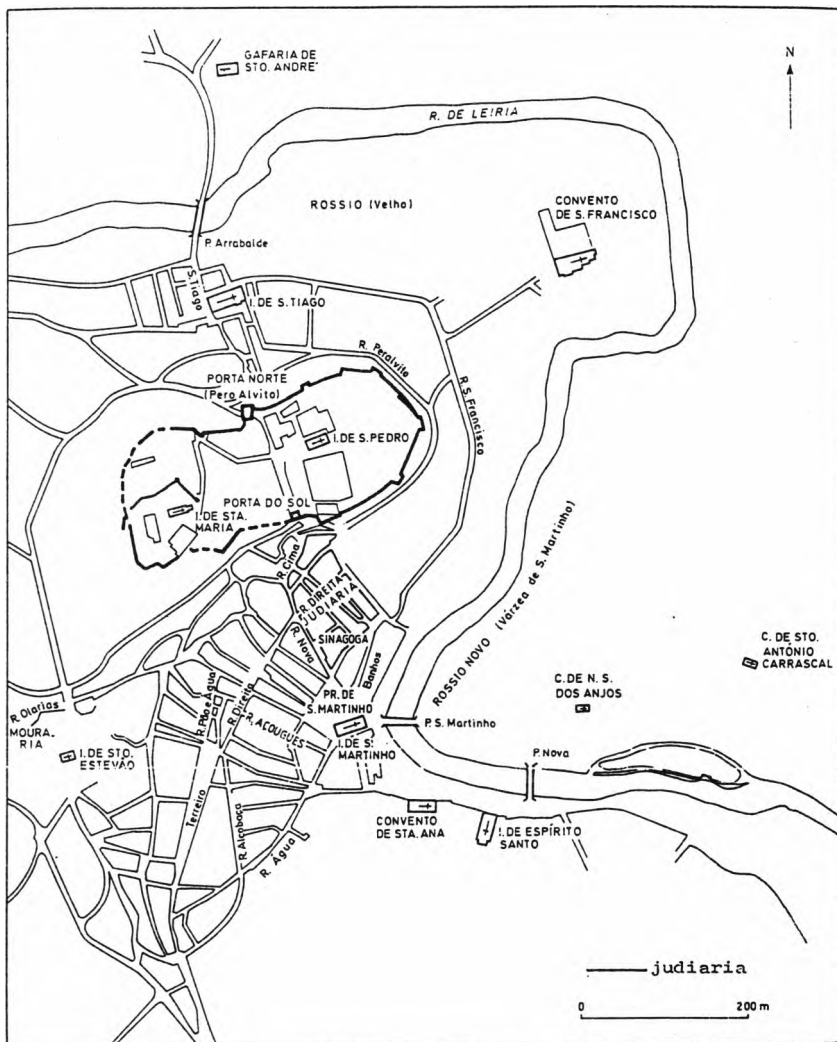 GAFARIA DE
STO. ANDRE'
N
R. DE LEIRIA
ROSSIO (Velho)
CONVENTO
DE S. FRANCISCO
P. Arrabalde
S. Tiago
I. DE S. TIAGO
R. Peralvito
PORTA NORTE
(Pero Alvito)
R. S. Francisco
I. DE S. PEDRO
PORTA DO SOL
I. DE STA.
MARIA
R. Cima
R. DIREITA
JUDIARIA
ROSSIO NOVO (Várzea de S. Martinho)
SINAGOGA
R. Nova
Banhos
C. DE STO.
ANTÓNIO
CARRASCAL
C. DE N. S.
DOS ANJOS
PR. DE
S. MARTINHO
P. S. Martinho
R. Olarias
MOURA-
RIA
R. Pão e Água
R. Direita
R. AÇOUGUES
I. DE S.
MARTINHO
P. Nova
I. DE STO.
ESTEVÃO
Terreiro
R. Alcobaça
R. Água
CONVENTO
DE STA. ANA
I. DE ESPÍRITO
SANTO
judiaria
0 200 m